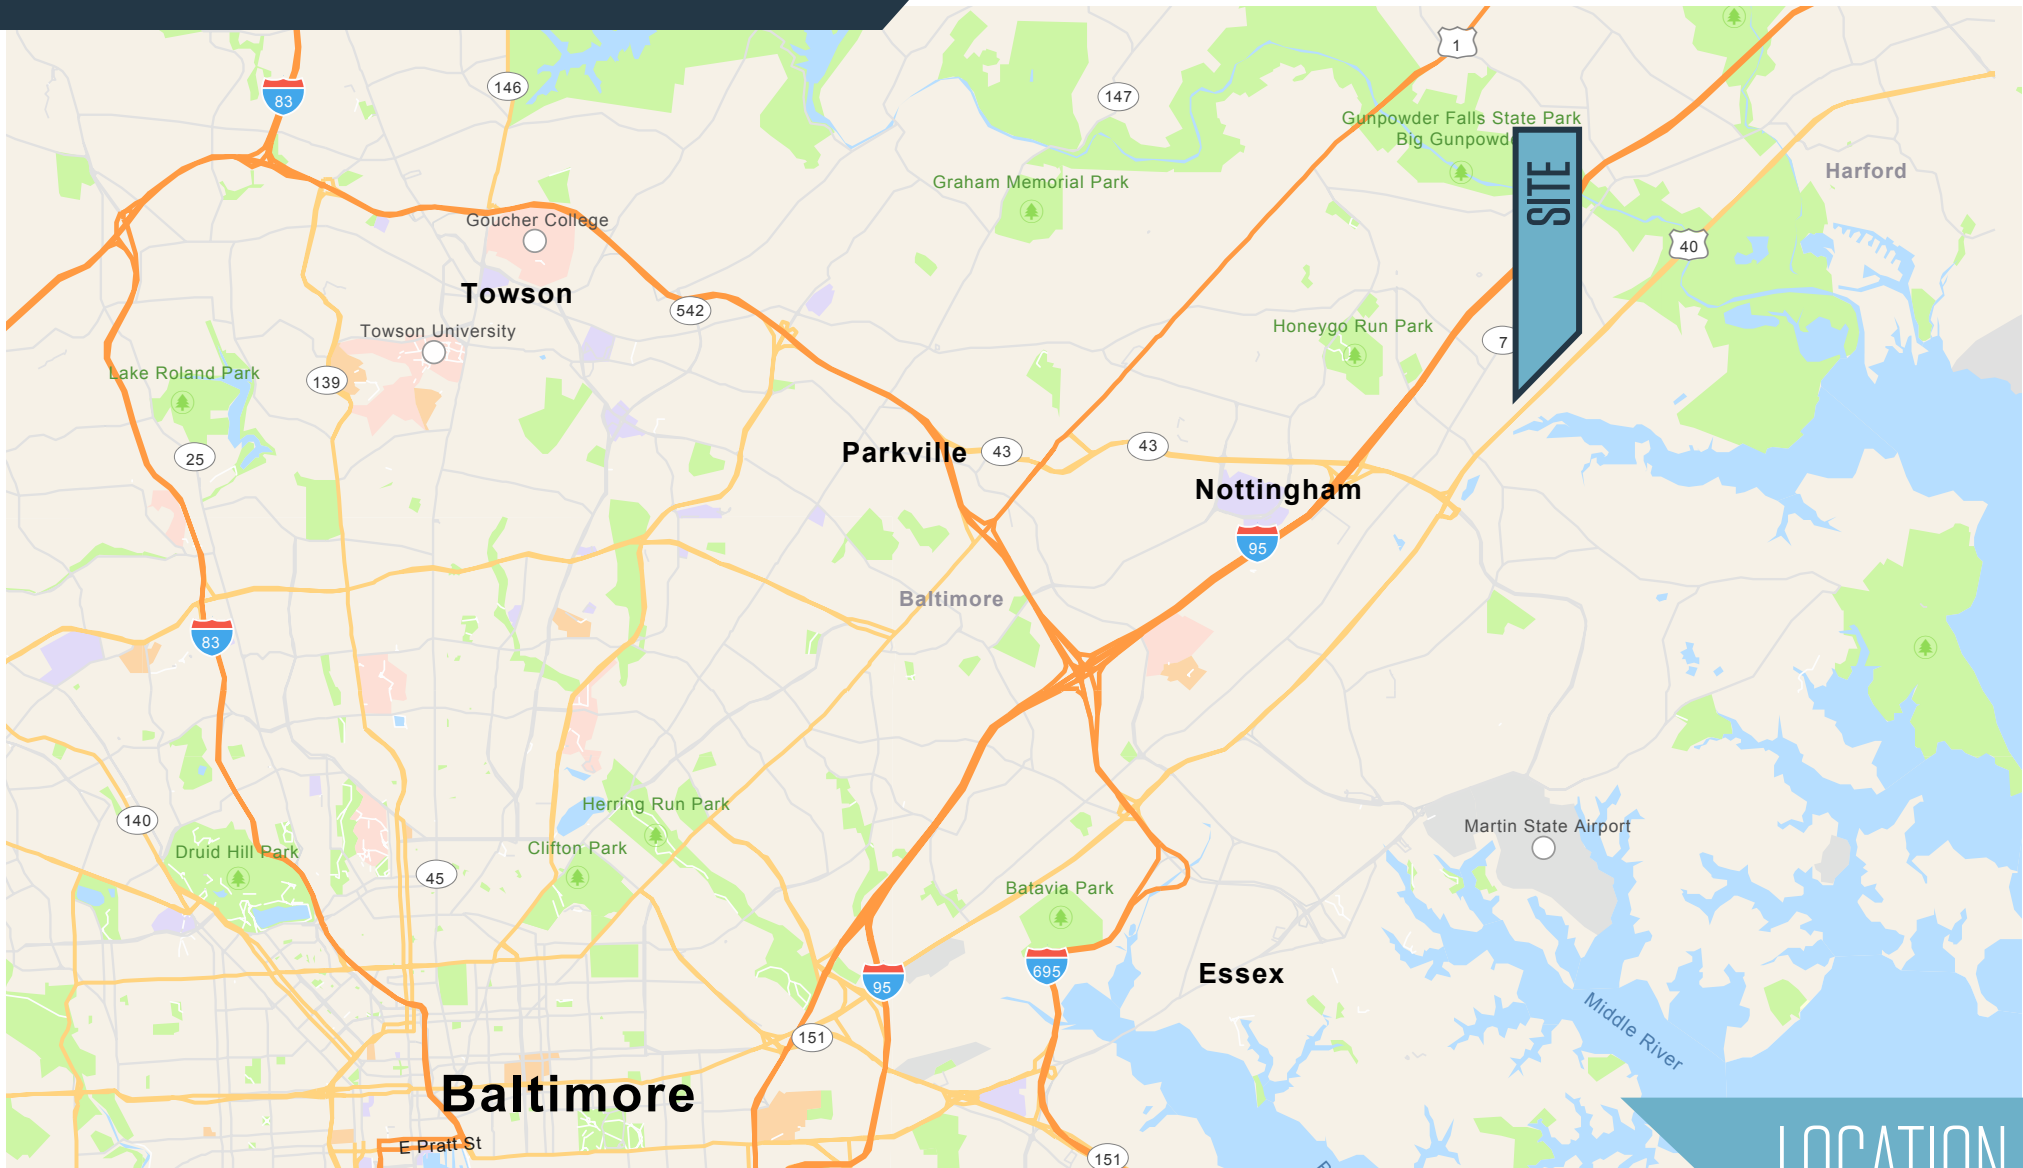 1
83
146
147
Gunpowder Falls State Park
Big Gunpowd
Harford
Graham Memorial Park
SITE
Goucher College
40
Towson
542
Honeygo Run Park
Towson University
7
Lake Roland Park
139
Parkville
43
43
25
Nottingham
95
Baltimore
83
Herring Run Park
140
Martin State Airport
Druid Hill Park
Clifton Park
45
Batavia Park
695
Essex
95
Middle River
151
Baltimore
LOCATION
E Pratt St
151